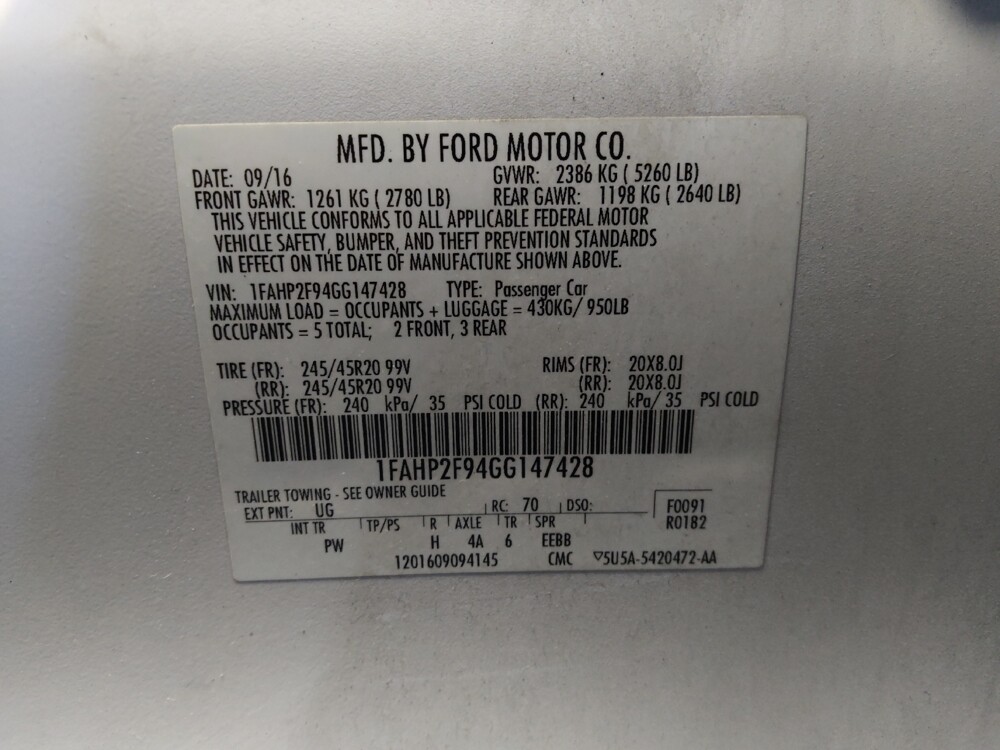 MFD. BY FORD MOTOR CO.
DATE: 09/16 GVWR: 2386 KG ( 5260 LB)
FRONT GAWR: 1261 KG ( 2780 LB) REAR GAWR: 1198 KG ( 2640 LB)
THIS VEHICLE CONFORMS TO ALL APPLICABLE FEDERAL MOTOR
VEHICLE SAFETY, BUMPER, AND THEFT PREVENTION STANDARDS
IN EFFECT ON THE DATE OF MANUFACTURE SHOWN ABOVE.
VIN: 1FAHP2F94GG147428 TYPE: Passenger Car
MAXIMUM LOAD = OCCUPANTS + LUGGAGE = 430KG/ 950LB
OCCUPANTS = 5 TOTAL; 2 FRONT, 3 REAR
TIRE (FR): 245/45R20 99V RIMS (FR): 20X8.0J
(RR): 245/45R20 99V (RR): 20X8.0J
PRESSURE (FR): 240 kPa/ 35 PSI COLD (RR): 240 kPa/ 35 PSI COLD
1FAHP2F94GG147428
TRAILER TOWING - SEE OWNER GUIDE
EXT PNT: UG RC: 70 DSO: F0091
INT TR TP/PS R AXLE TR SPR R0182
PW H 4A 6 EEBB
1201609094145 CMC ▽5U5A-5420472-AA